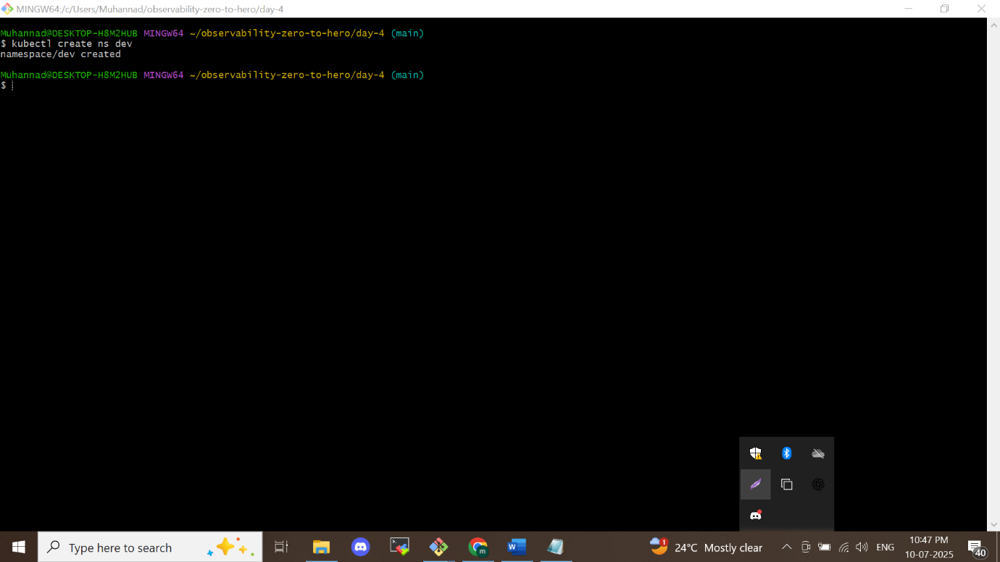 MINGW64:/c/Users/Muhannad/observability-zero-to-hero/day-4
Muhannad@DESKTOP-H8M2HUB MINGW64 ~/observability-zero-to-hero/day-4 (main)
$ kubectl create ns dev
namespace/dev created
Muhannad@DESKTOP-H8M2HUB MINGW64 ~/observability-zero-to-hero/day-4 (main)
$
Type here to search
1
24°C Mostly clear
ENG
10:47 PM
10-07-2025
40